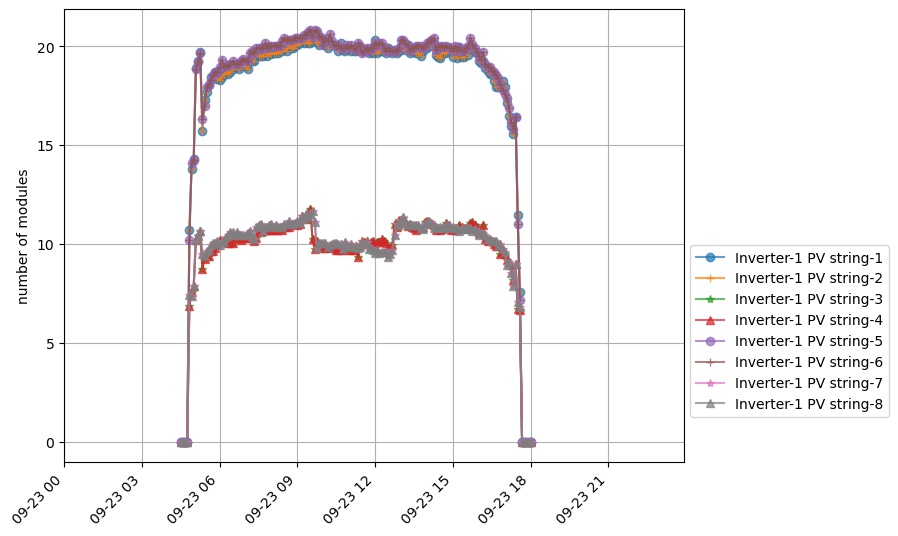 number of modules
20
15
10
5
0
09-23 00
09-23 03
09-23 06
09-23 09
09-23 12
09-23 15
09-23 18
09-23 21
Inverter-1 PV string-1
Inverter-1 PV string-2
Inverter-1 PV string-3
Inverter-1 PV string-4
Inverter-1 PV string-5
Inverter-1 PV string-6
Inverter-1 PV string-7
Inverter-1 PV string-8